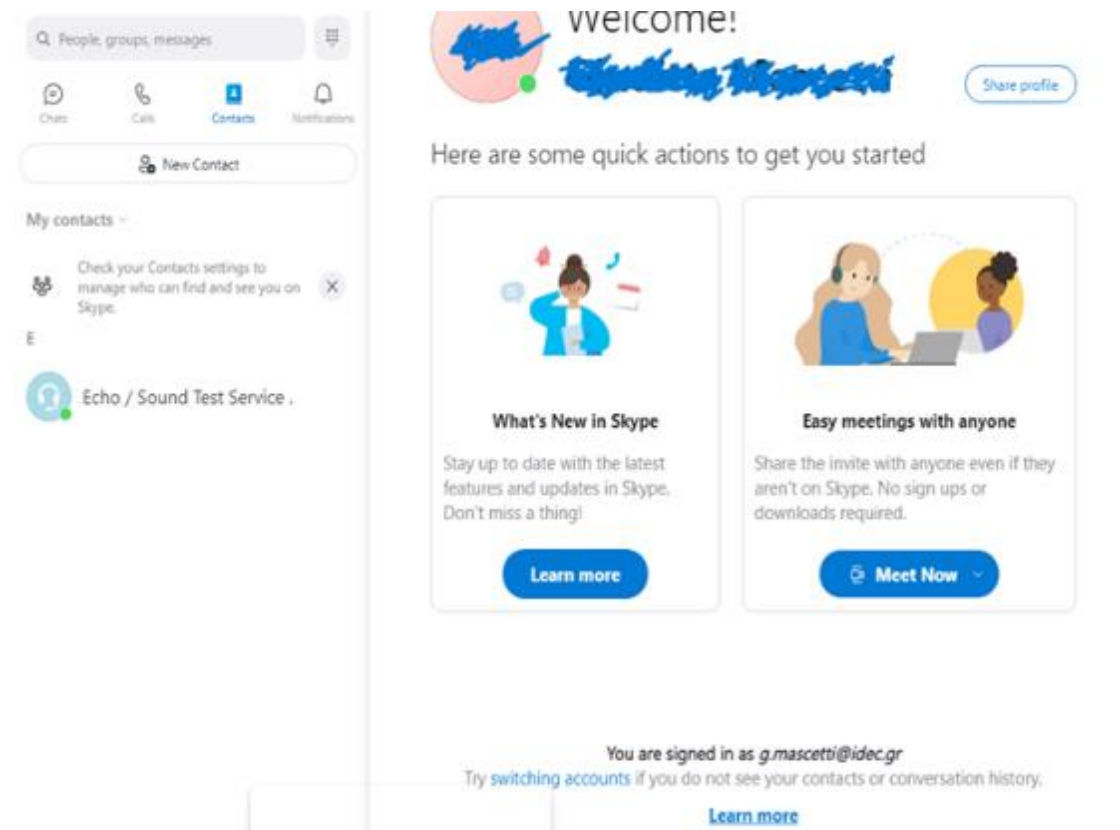 People, groups, messages
Chats
Calls
Contacts
Notifications
New Contact
My contacts
Check your Contacts settings to
manage who can find and see you on
Skype.
E
Echo / Sound Test Service .
Welcome!
Share profile
Here are some quick actions to get you started
What's New in Skype
Stay up to date with the latest
features and updates in Skype.
Don't miss a thing!
Learn more
Easy meetings with anyone
Share the invite with anyone even if they
aren't on Skype. No sign ups or
downloads required.
Meet Now
You are signed in as g.mascetti@idec.gr
Try switching accounts if you do not see your contacts or conversation history.
Learn more